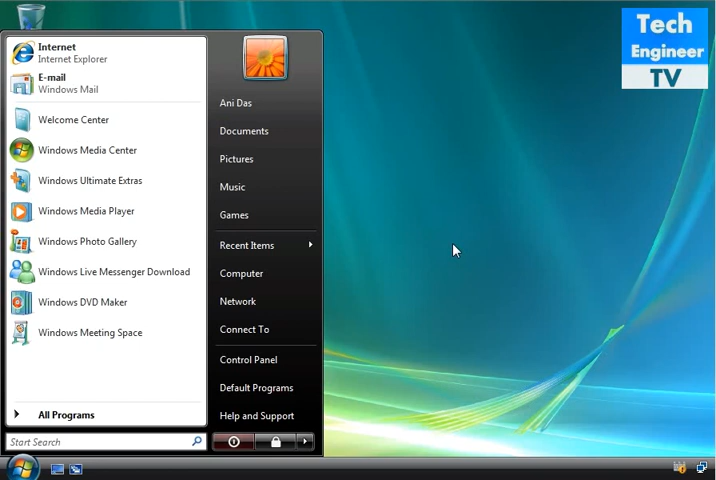 Internet
Internet Explorer
E-mail
Windows Mail
Welcome Center
Windows Media Center
Windows Ultimate Extras
Windows Media Player
Windows Photo Gallery
Windows Live Messenger Download
Windows DVD Maker
Windows Meeting Space
All Programs
Start Search
Ani Das
Documents
Pictures
Music
Games
Recent Items
Computer
Network
Connect To
Control Panel
Default Programs
Help and Support
Tech
Engineer
TV